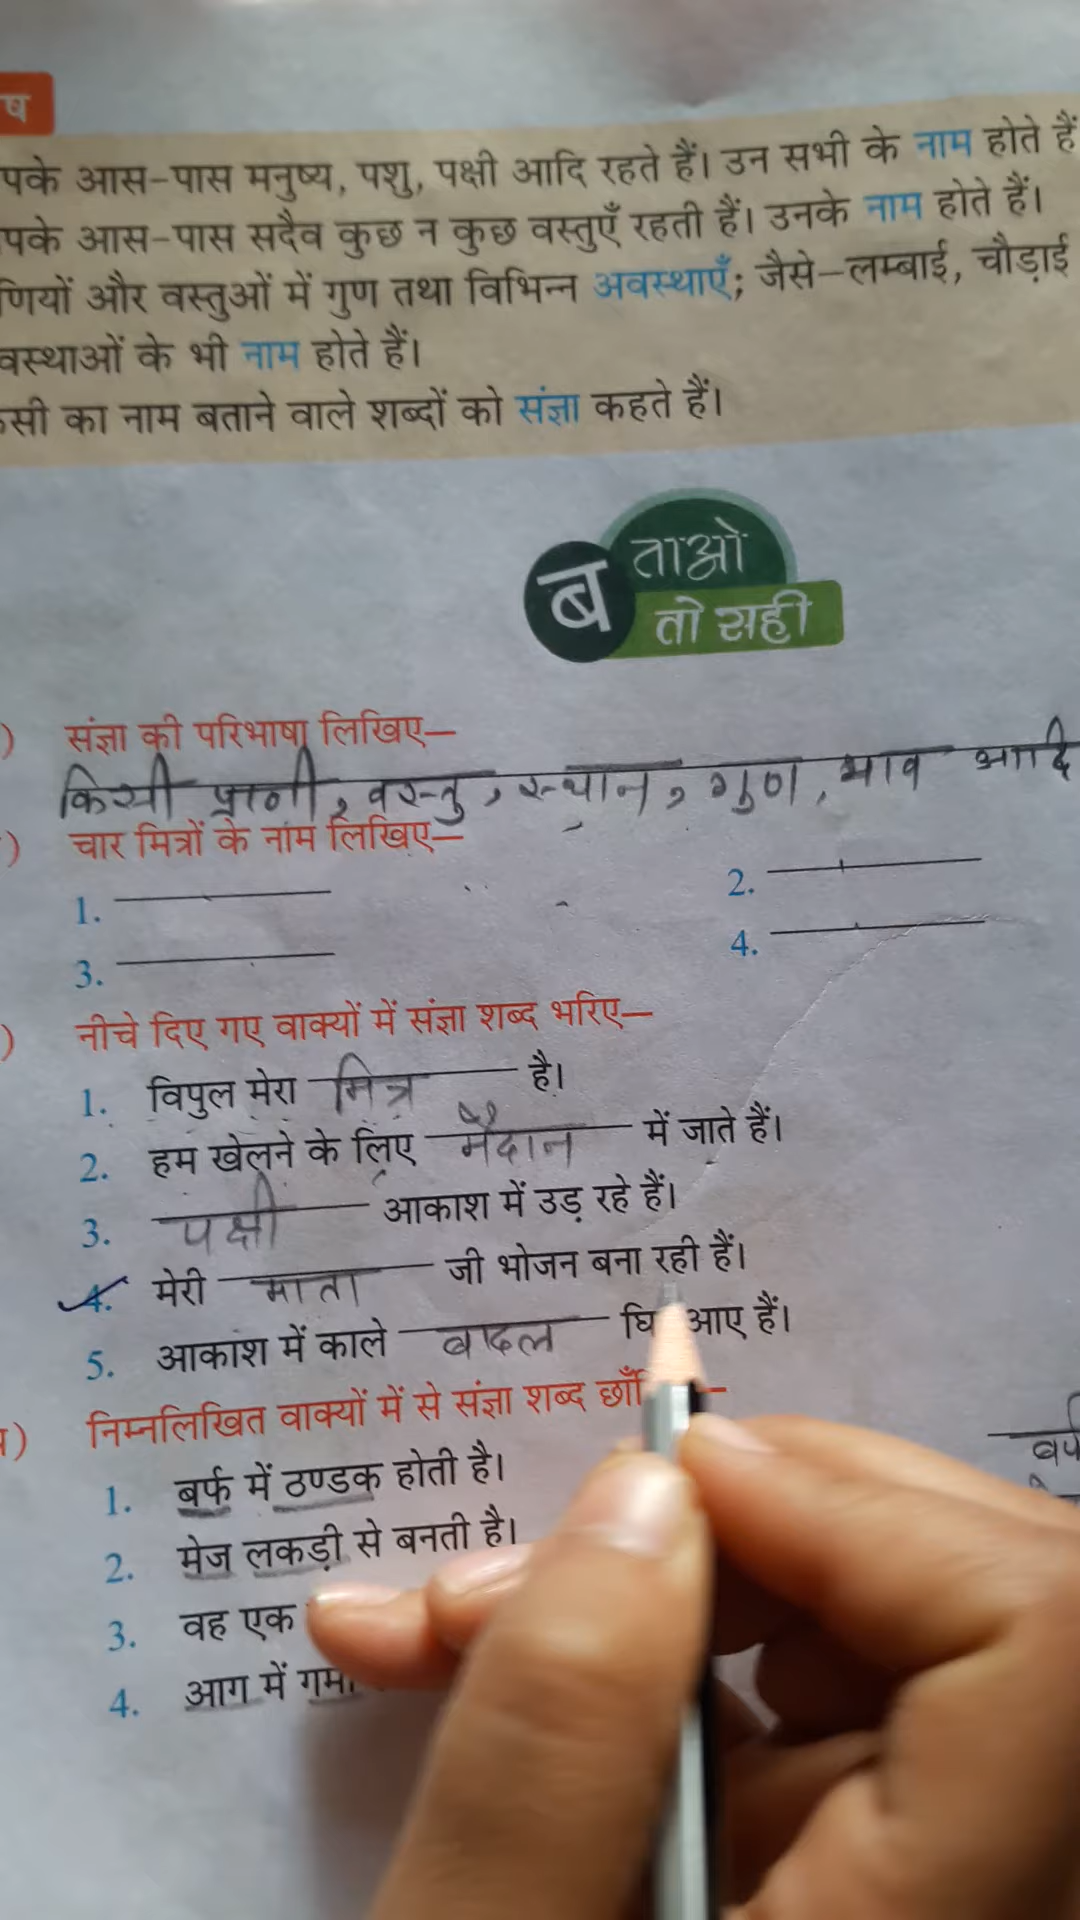 ष
पके आस-पास मनुष्य, पशु, पक्षी आदि रहते हैं। उन सभी के नाम होते हैं
पके आस-पास सदैव कुछ न कुछ वस्तुएँ रहती हैं। उनके नाम होते हैं।
णियों और वस्तुओं में गुण तथा विभिन्न अवस्थाएँ; जैसे-लम्बाई, चौड़ाई
वस्थाओं के भी नाम होते हैं।
सी का नाम बताने वाले शब्दों को संज्ञा कहते हैं।
बताओ
तो सही
) संज्ञा की परिभाषा लिखिए—
किसी प्राणी, वस्तु, स्थान, गुण, भाव आदि
) चार मित्रों के नाम लिखिए—
1. 2.
3. 4.
) नीचे दिए गए वाक्यों में संज्ञा शब्द भरिए—
1. विपुल मेरा मित्र है।
2. हम खेलने के लिए मैदान में जाते हैं।
3. पक्षी आकाश में उड़ रहे हैं।
4. मेरी माता जी भोजन बना रही हैं।
5. आकाश में काले बादल घि आए हैं।
) निम्नलिखित वाक्यों में से संज्ञा शब्द छाँ —
1. बर्फ में ठण्डक होती है। बर्फ
2. मेज लकड़ी से बनती है।
3. वह एक
4. आग में